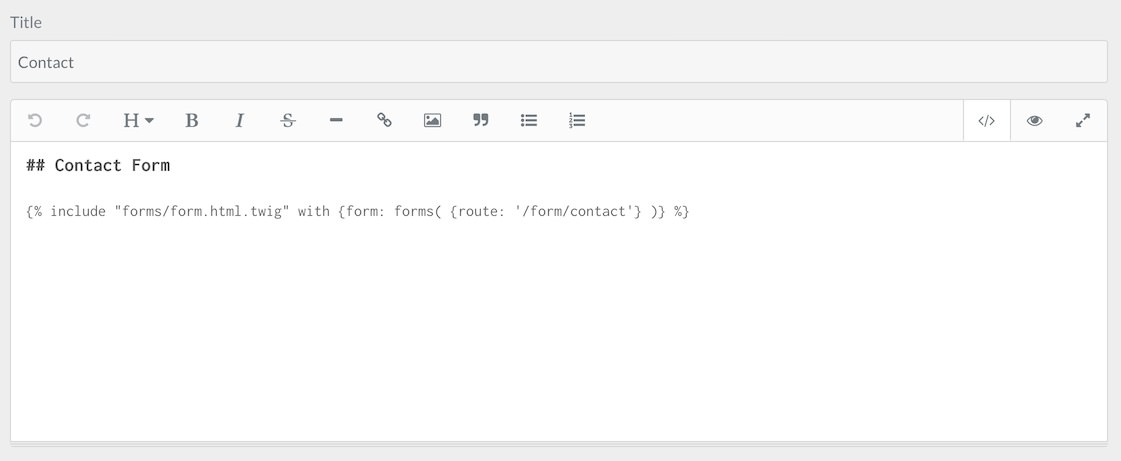 Title
Contact
H B I S </>
## Contact Form
{% include "forms/form.html.twig" with {form: forms( {route: '/form/contact'} )} %}